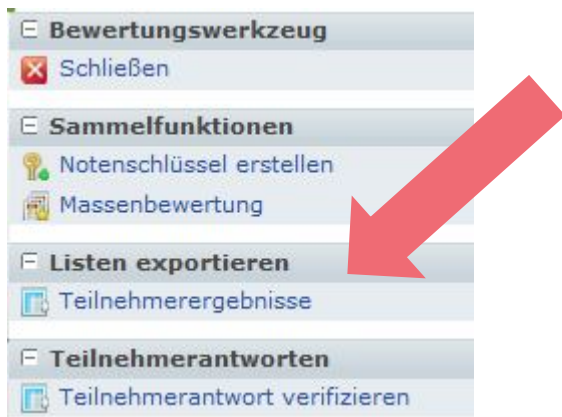 Bewertungswerkzeug
Schließen
Sammelfunktionen
Notenschlüssel erstellen
Massenbewertung
Listen exportieren
Teilnehmerergebnisse
Teilnehmerantworten
Teilnehmerantwort verifizieren